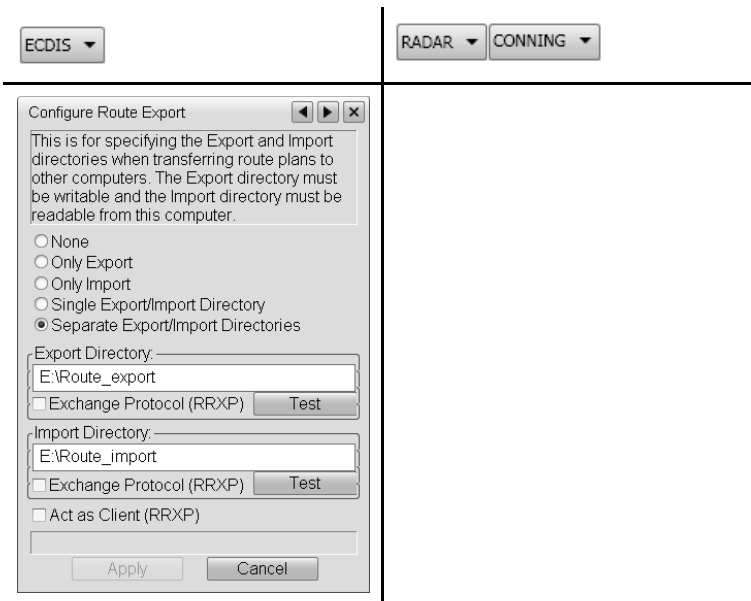 ECDIS
RADAR CONNING
Configure Route Export
This is for specifying the Export and Import
directories when transferring route plans to
other computers. The Export directory must
be writable and the Import directory must be
readable from this computer.
None
Only Export
Only Import
Single Export/Import Directory
Separate Export/Import Directories
Export Directory:
E:\Route_export
Exchange Protocol (RRXP) Test
Import Directory:
E:\Route_import
Exchange Protocol (RRXP) Test
Act as Client (RRXP)
Apply Cancel